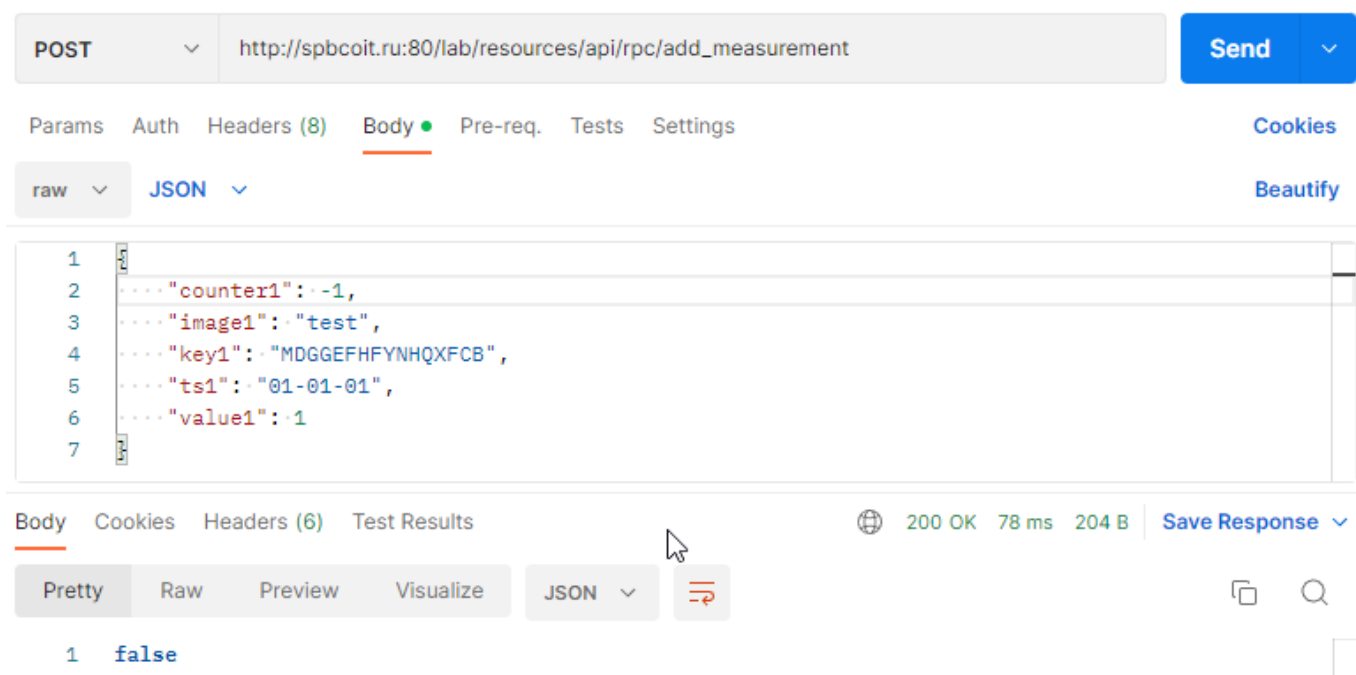 POST http://spbcoit.ru:80/lab/resources/api/rpc/add_measurement Send
Params Auth Headers (8) Body Pre-req. Tests Settings Cookies
raw JSON Beautify
1 {
2 "counter1": -1,
3 "image1": "test",
4 "key1": "MDGGEFHFYNHQXFCB",
5 "ts1": "01-01-01",
6 "value1": 1
7 }
Body Cookies Headers (6) Test Results 200 OK 78 ms 204 B Save Response
Pretty Raw Preview Visualize JSON
1 false